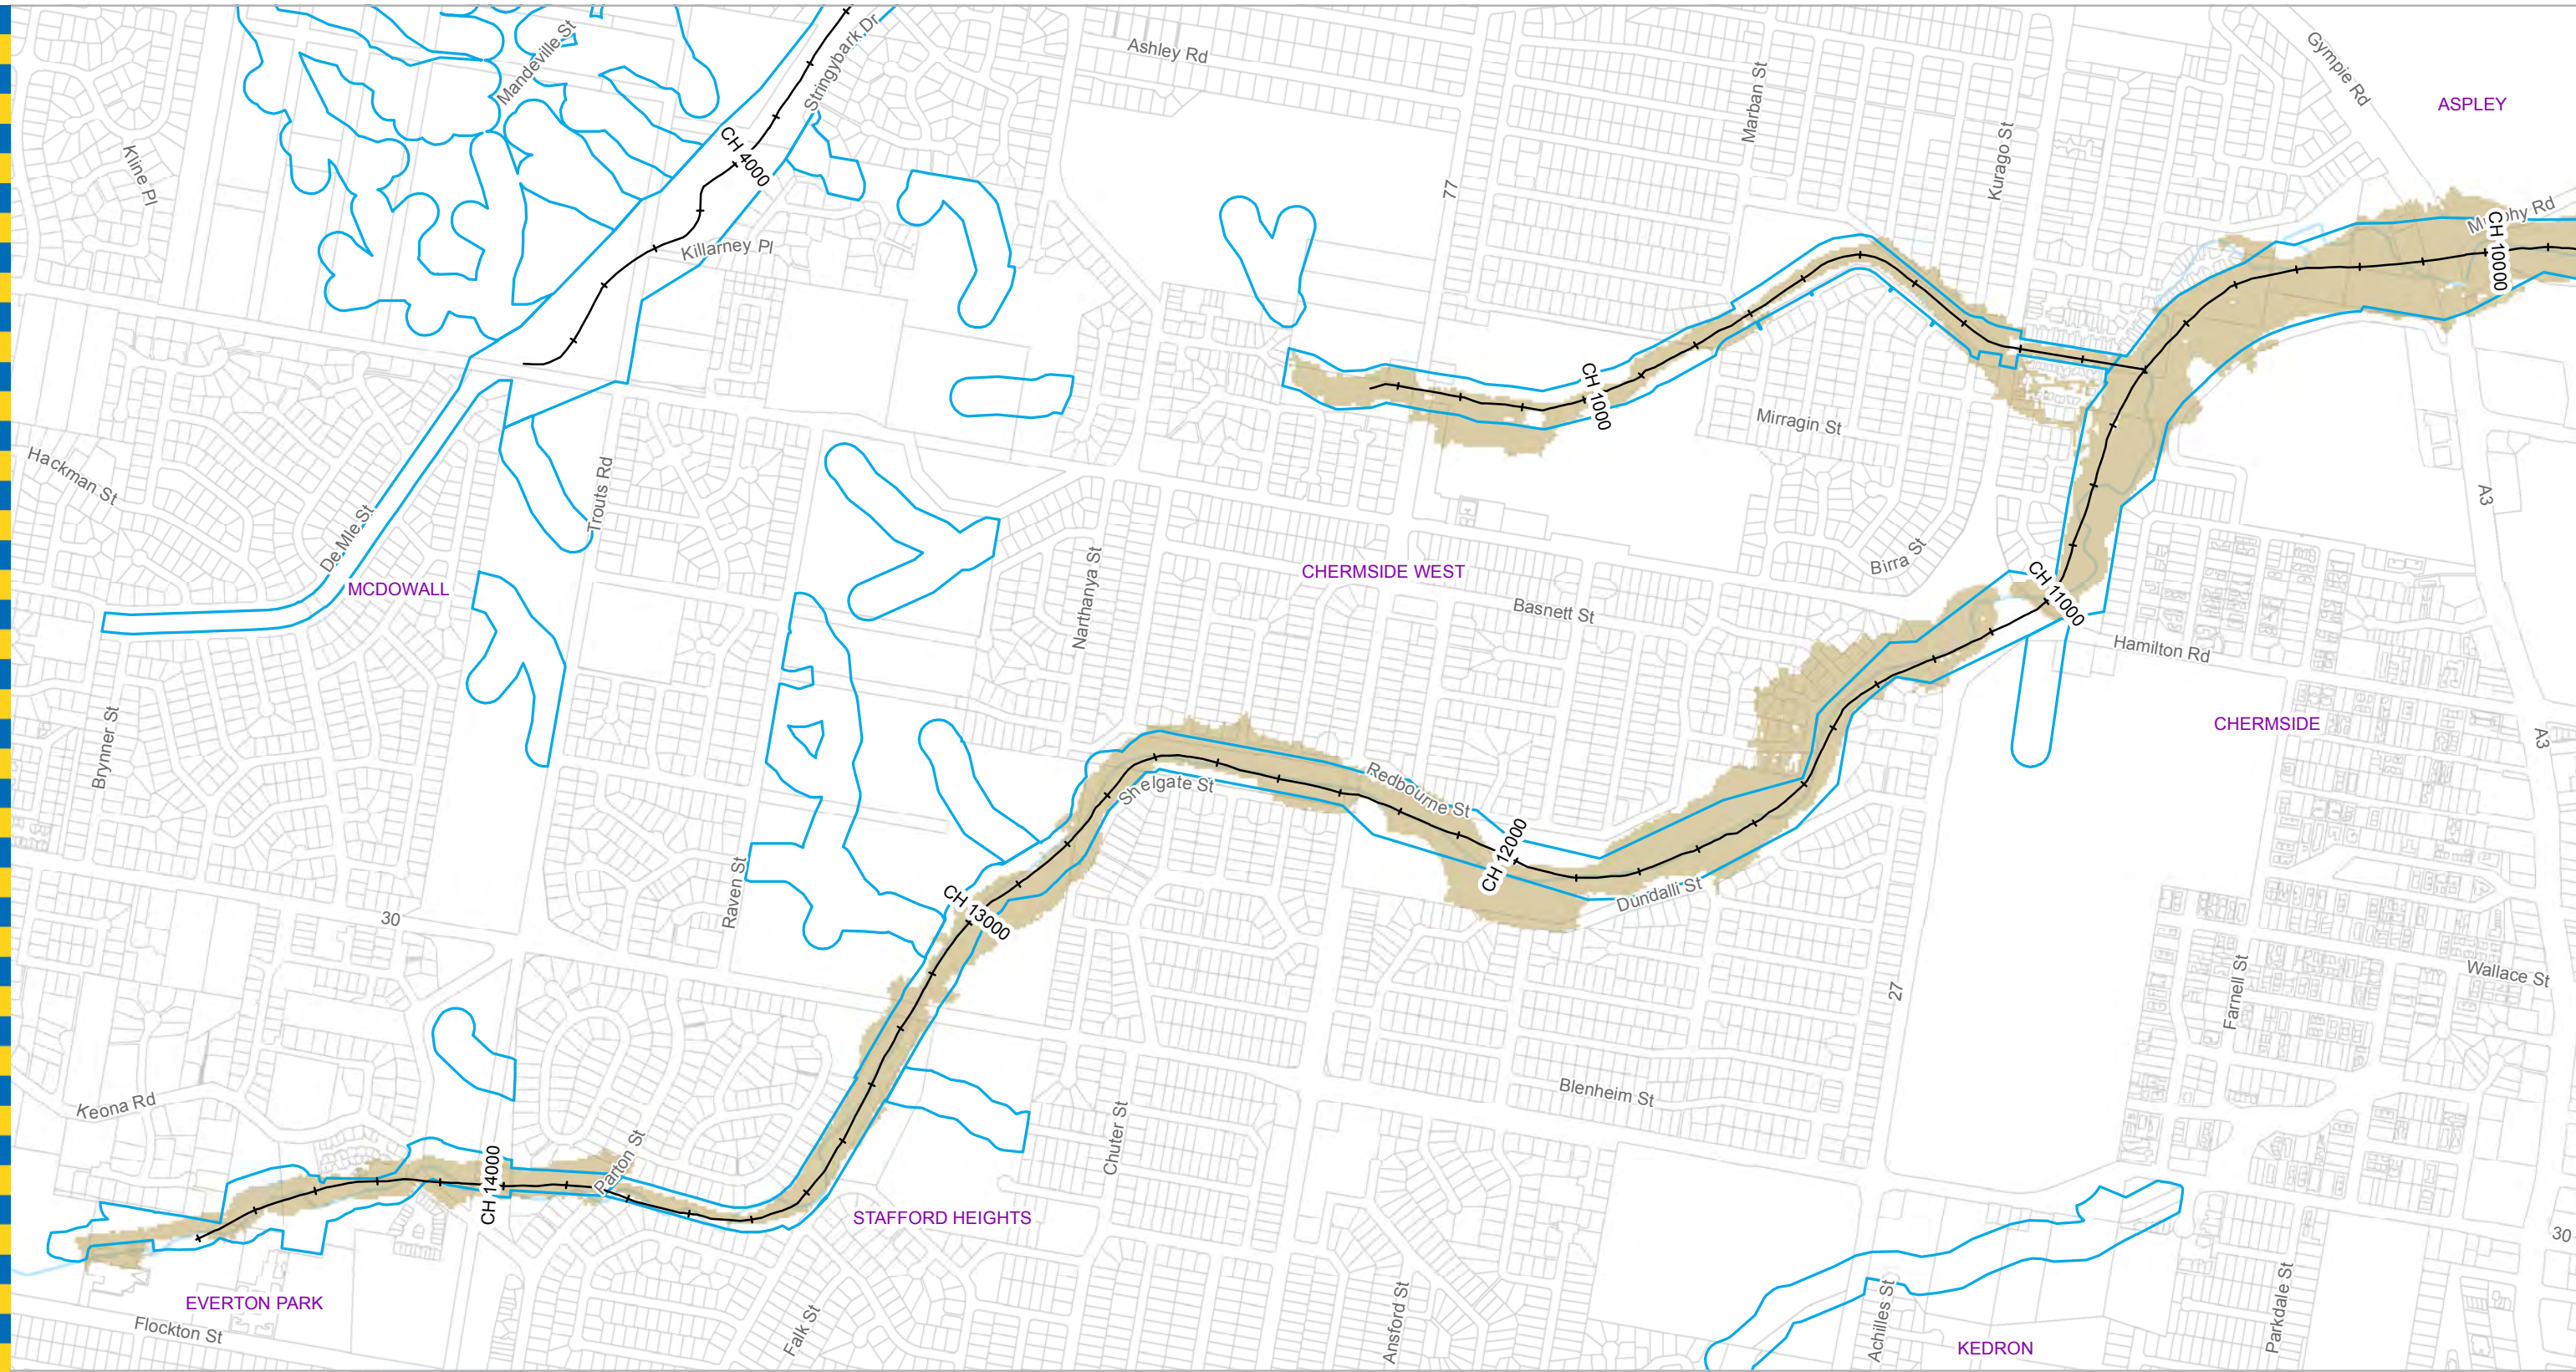 Stringybark Dr
Mandeville St
Ashley Rd
Gympie Rd
Marban St
ASPLEY
Kline Pl
CH 4000
Kurago St
77
Killarney Pl
CH 10000
Rd
CH 1000
Mirragin St
Hackman St
Trouts Rd
A3
De Mle St
MCDOWALL
CHERMSIDE WEST
Narthanya St
Birra St
Basnett St
CH 11000
Hamilton Rd
CHERMSIDE
Brynner St
A3
Redbourne St
Shelgate St
CH 12000
Raven St
CH 13000
Dundalli St
30
Wallace St
27
Farnell St
Keona Rd
Chuter St
Blenheim St
CH 14000
Parton St
STAFFORD HEIGHTS
30
EVERTON PARK
Flockton St
Falk St
Ansford St
Achilles St
KEDRON
Parkdale St